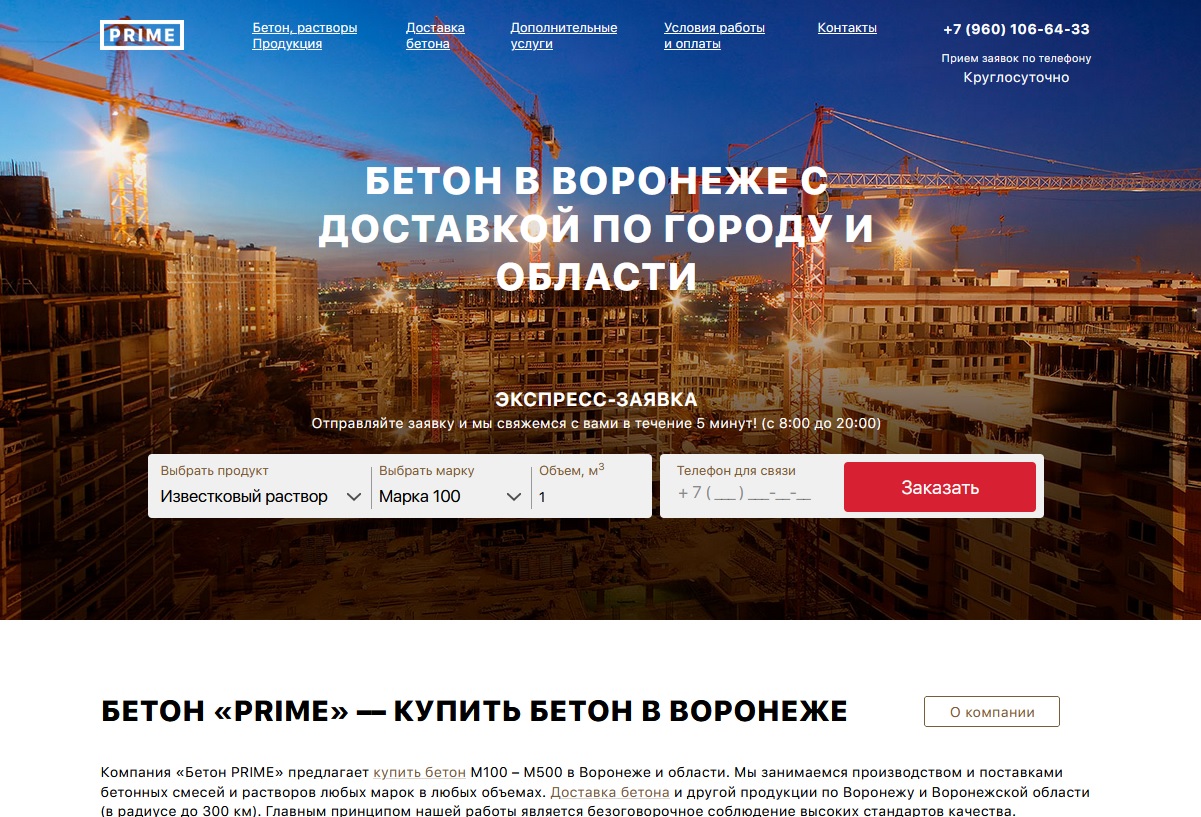 PRIME
Бетон, растворы
Продукция
Доставка
бетона
Дополнительные
услуги
Условия работы
и оплаты
Контакты
+7 (960) 106-64-33
Прием заявок по телефону
Круглосуточно
БЕТОН В ВОРОНЕЖЕ С
ДОСТАВКОЙ ПО ГОРОДУ И
ОБЛАСТИ
ЭКСПРЕСС-ЗАЯВКА
Отправляйте заявку и мы свяжемся с вами в течение 5 минут! (с 8:00 до 20:00)
Выбрать продукт
Известковый раствор
Выбрать марку
Марка 100
Объем, м³
1
Телефон для связи
+7(___)___-__-__
Заказать
БЕТОН «PRIME» — КУПИТЬ БЕТОН В ВОРОНЕЖЕ
О компании
Компания «Бетон PRIME» предлагает купить бетон М100 – М500 в Воронеже и области. Мы занимаемся производством и поставками
бетонных смесей и растворов любых марок в любых объемах. Доставка бетона и другой продукции по Воронежу и Воронежской области
(в радиусе до 300 км). Главным принципом нашей работы является безоговорочное соблюдение высоких стандартов качества.